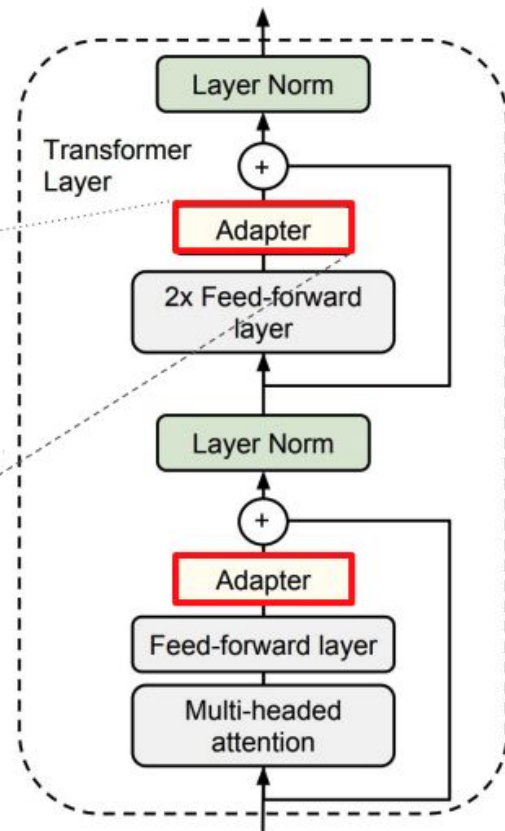 Layer Norm
+
Transformer
Layer
Adapter
2x Feed-forward
layer
Layer Norm
+
Adapter
Feed-forward layer
Multi-headed
attention